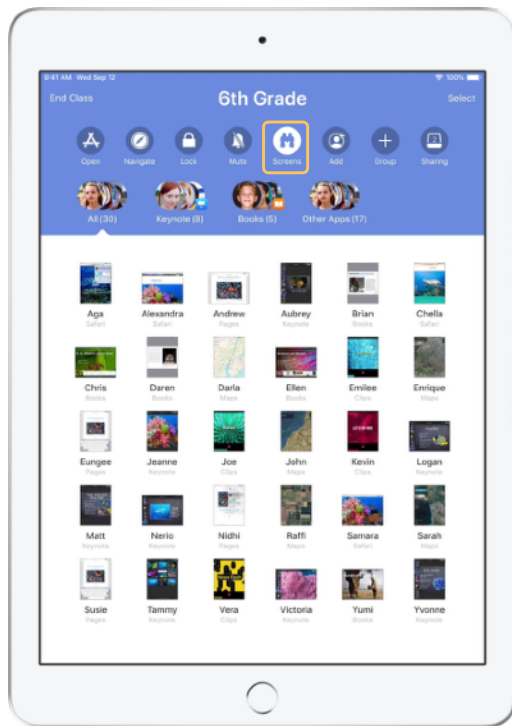 9:41 AM Wed Sep 12 100%
End Class 6th Grade Select
Open Navigate Lock Mute Screens Add Group Sharing
All (30) Keynote (8) Books (5) Other Apps (17)
Aga Alexandra Andrew Aubrey Brian Chella
Safari Safari Pages Keynote Books Safari
Chris Daren Darla Ellen Emilee Enrique
Books Books Maps Books Clips Maps
Eungee Jeanne Joe John Kevin Logan
Pages Keynote Clips Maps Clips Keynote
Matt Nerio Nidhi Raffi Samara Sarah
Keynote Keynote Pages Maps Safari Maps
Susie Tammy Vera Victoria Yumi Yvonne
Pages Keynote Clips Keynote Books Keynote